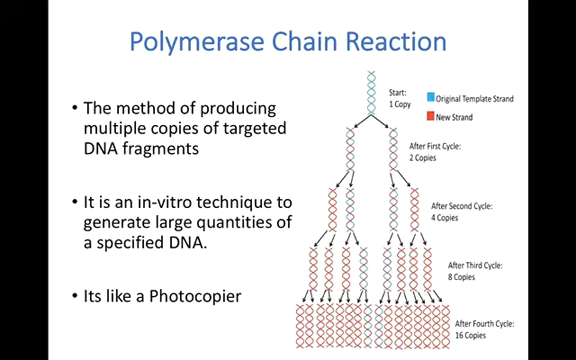 Polymerase Chain Reaction
• The method of producing
multiple copies of targeted
DNA fragments
• It is an in-vitro technique to
generate large quantities of
a specified DNA.
• Its like a Photocopier
Start:
1 Copy
Original Template Strand
New Strand
After First Cycle:
2 Copies
After Second Cycle:
4 Copies
After Third Cycle:
8 Copies
After Fourth Cycle:
16 Copies